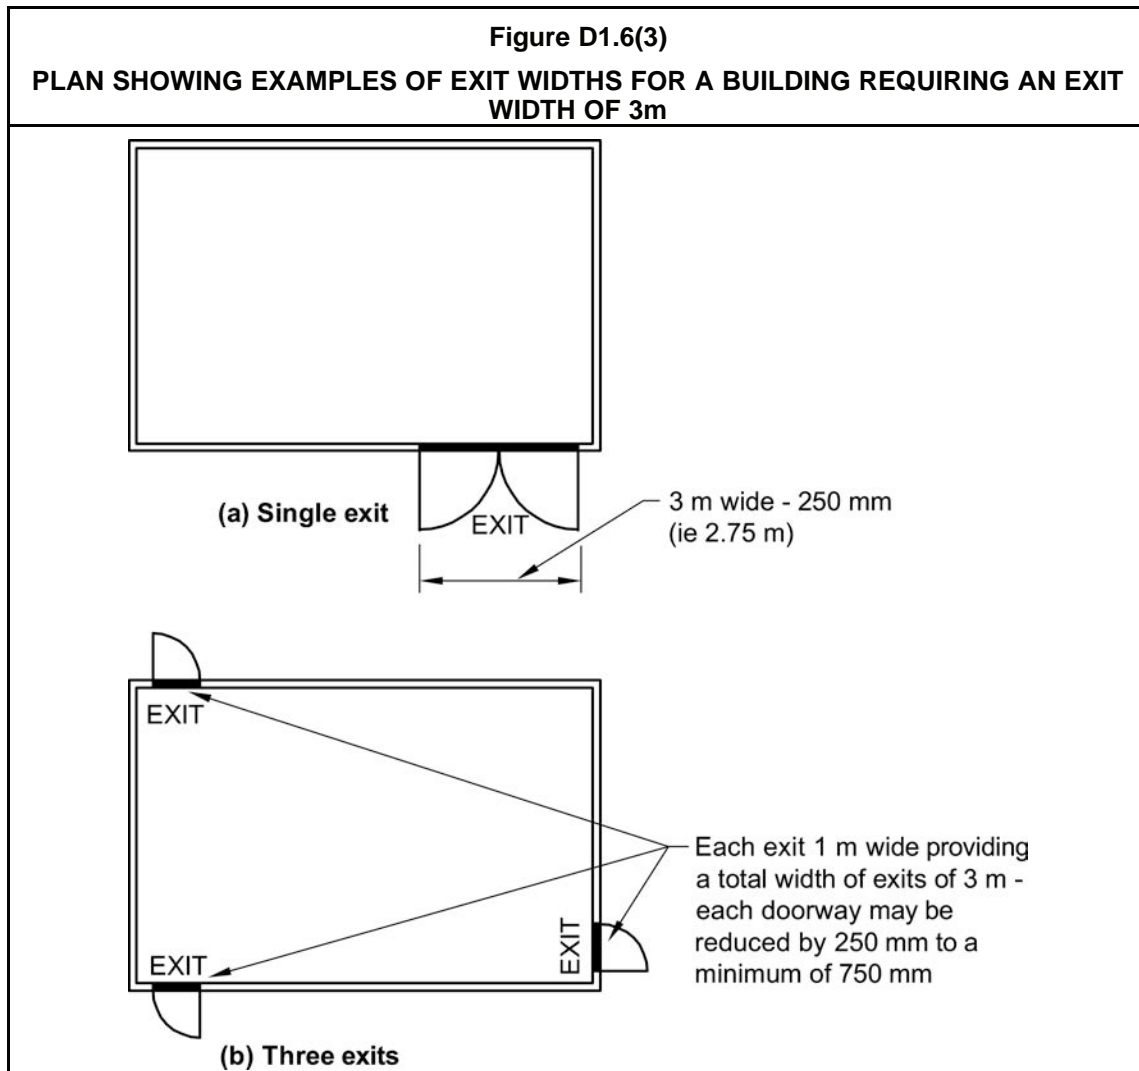 Figure D1.6(3)
PLAN SHOWING EXAMPLES OF EXIT WIDTHS FOR A BUILDING REQUIRING AN EXIT
WIDTH OF 3m
(a) Single exit
EXIT
3 m wide - 250 mm
(ie 2.75 m)
EXIT
EXIT
EXIT
Each exit 1 m wide providing
a total width of exits of 3 m -
each doorway may be
reduced by 250 mm to a
minimum of 750 mm
(b) Three exits